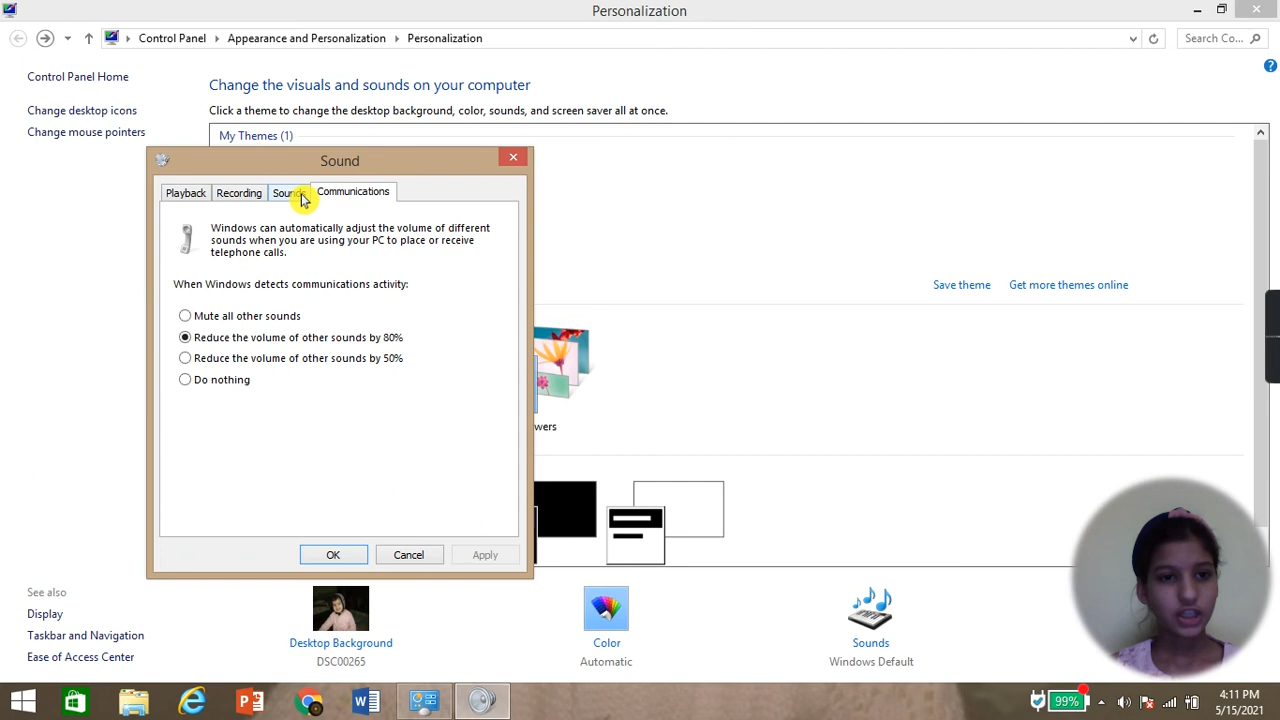 Personalization
Control Panel
Appearance and Personalization
Personalization
Search Co...
Control Panel Home
Change desktop icons
Change mouse pointers
Change the visuals and sounds on your computer
Click a theme to change the desktop background, color, sounds, and screen saver all at once.
My Themes (1)
Sound
Playback
Recording
Sounds
Communications
Windows can automatically adjust the volume of different
sounds when you are using your PC to place or receive
telephone calls.
When Windows detects communications activity:
Mute all other sounds
Reduce the volume of other sounds by 80%
Reduce the volume of other sounds by 50%
Do nothing
OK
Cancel
Apply
Save theme
Get more themes online
wers
See also
Display
Taskbar and Navigation
Ease of Access Center
Desktop Background
DSC00265
Color
Automatic
Sounds
Windows Default
99%
4:11 PM
5/15/2021